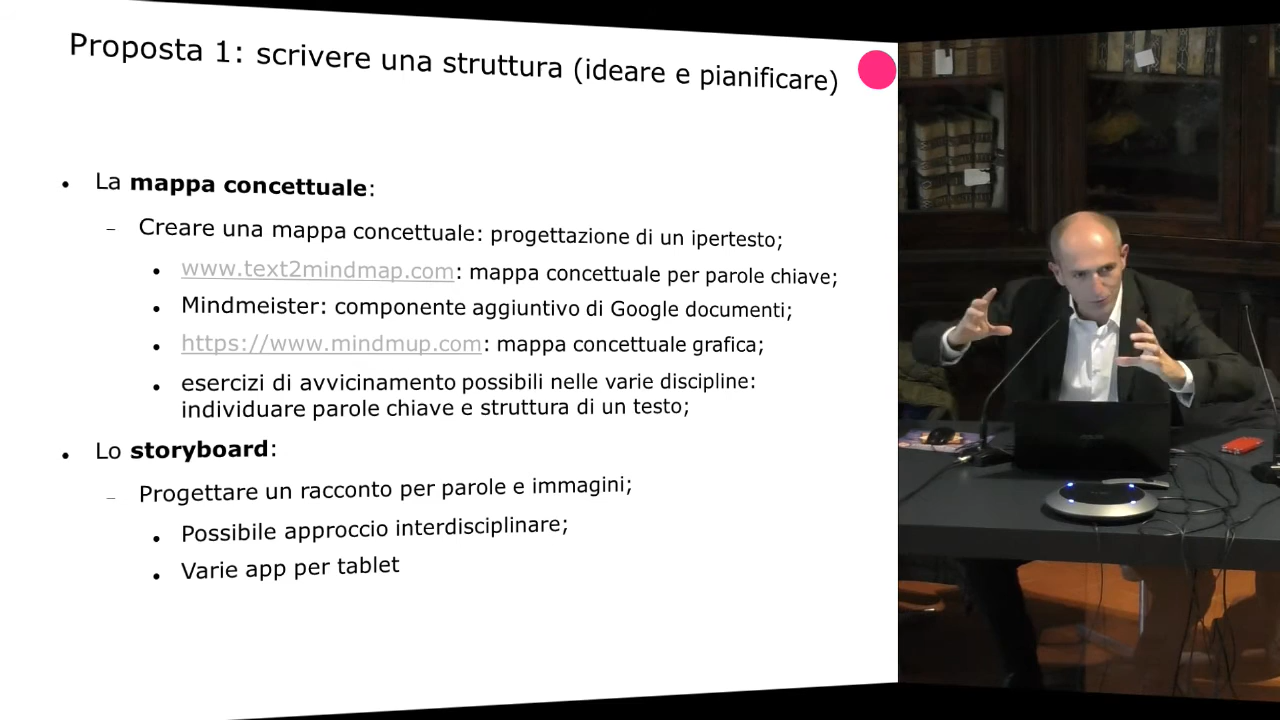 Proposta 1: scrivere una struttura (ideare e pianificare)
• La mappa concettuale:
– Creare una mappa concettuale: progettazione di un ipertesto;
• www.text2mindmap.com: mappa concettuale per parole chiave;
• Mindmeister: componente aggiuntivo di Google documenti;
• https://www.mindmup.com: mappa concettuale grafica;
• esercizi di avvicinamento possibili nelle varie discipline:
individuare parole chiave e struttura di un testo;
• Lo storyboard:
– Progettare un racconto per parole e immagini;
• Possibile approccio interdisciplinare;
• Varie app per tablet
ASUS